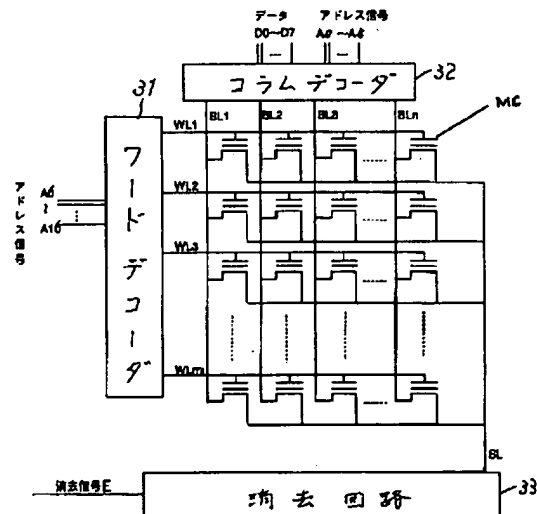 データ アドレス信号
D0~D7 A0 ~A5
コラムデコーダ 32
31
BL1 BL2 BL3 BLn
MC
WL1
ワードデコーダ
WL2
アドレス信号
A6
~
A16
WL3
WLm
SL
消去信号E
消去回路 33